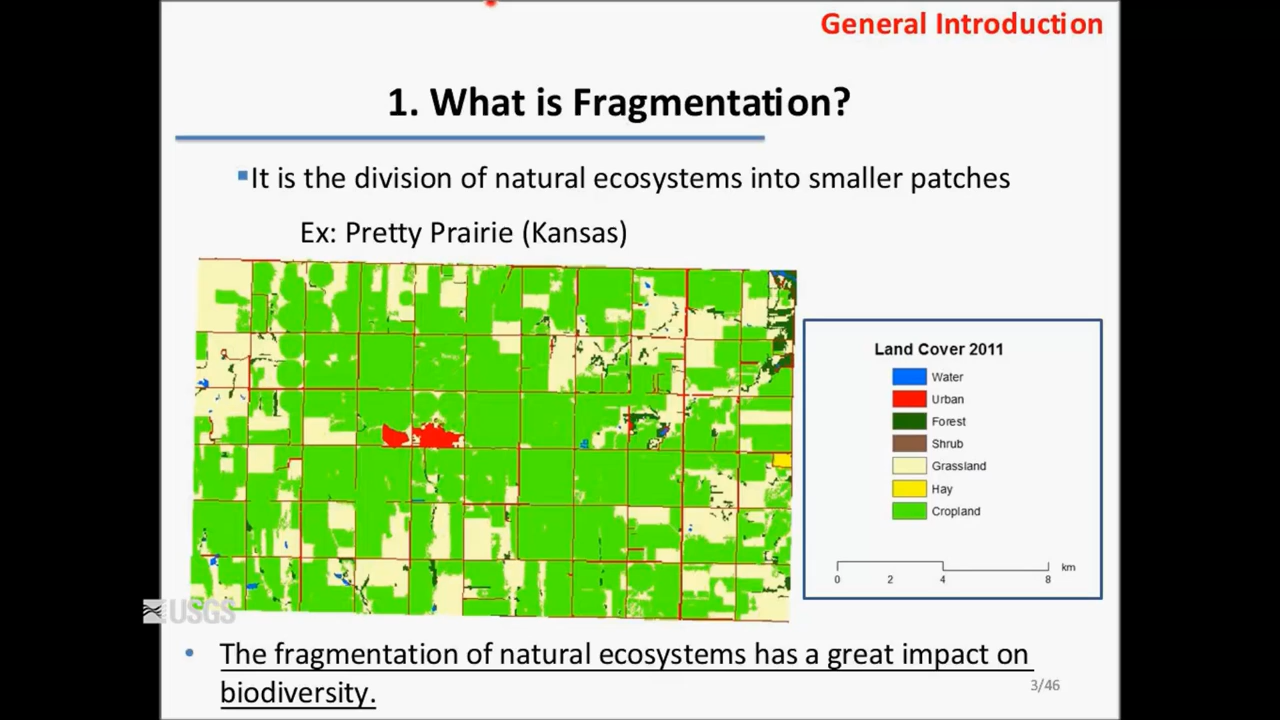 General Introduction
1. What is Fragmentation?
It is the division of natural ecosystems into smaller patches
Ex: Pretty Prairie (Kansas)
Land Cover 2011
Water
Urban
Forest
Shrub
Grassland
Hay
Cropland
km
0 2 4 8
USGS
• The fragmentation of natural ecosystems has a great impact on
biodiversity.
3/46